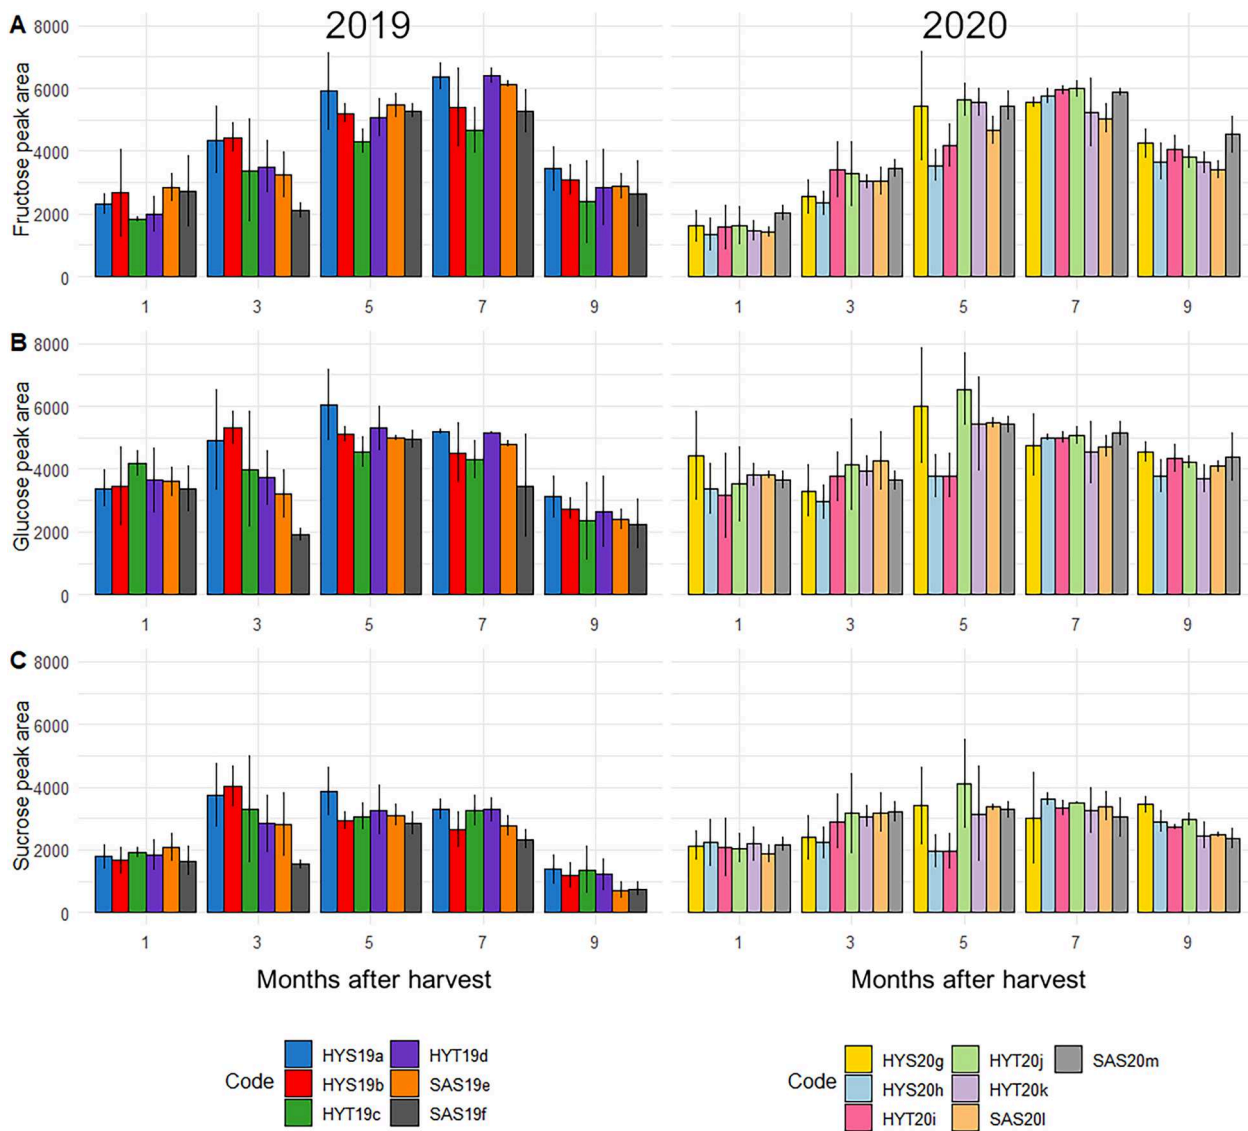 A
2019
2020
Fructose peak area
8000
6000
4000
2000
0
1 3 5 7 9
1 3 5 7 9
B
Glucose peak area
8000
6000
4000
2000
0
1 3 5 7 9
1 3 5 7 9
C
Sucrose peak area
8000
6000
4000
2000
0
1 3 5 7 9
1 3 5 7 9
Months after harvest
Months after harvest
Code
HYS19a
HYS19b
HYT19c
HYT19d
SAS19e
SAS19f
Code
HYS20g
HYS20h
HYT20i
HYT20j
HYT20k
SAS20l
SAS20m